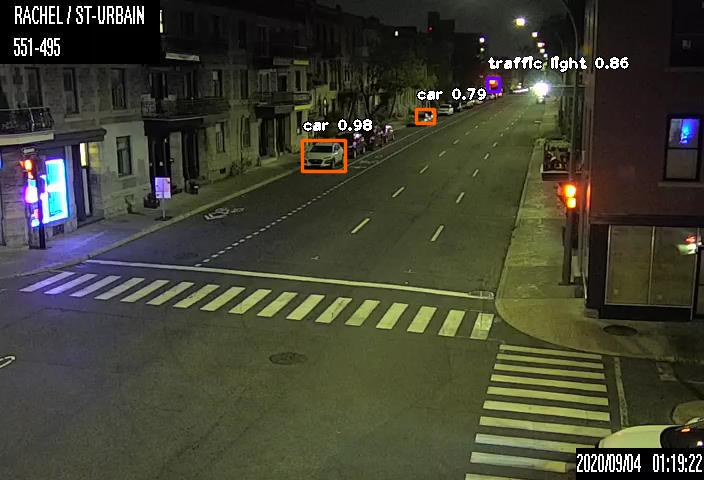 RACHEL / ST-URBAIN
551-495
traffic light 0.86
car 0.79
car 0.98
2020/09/04 01:19:22